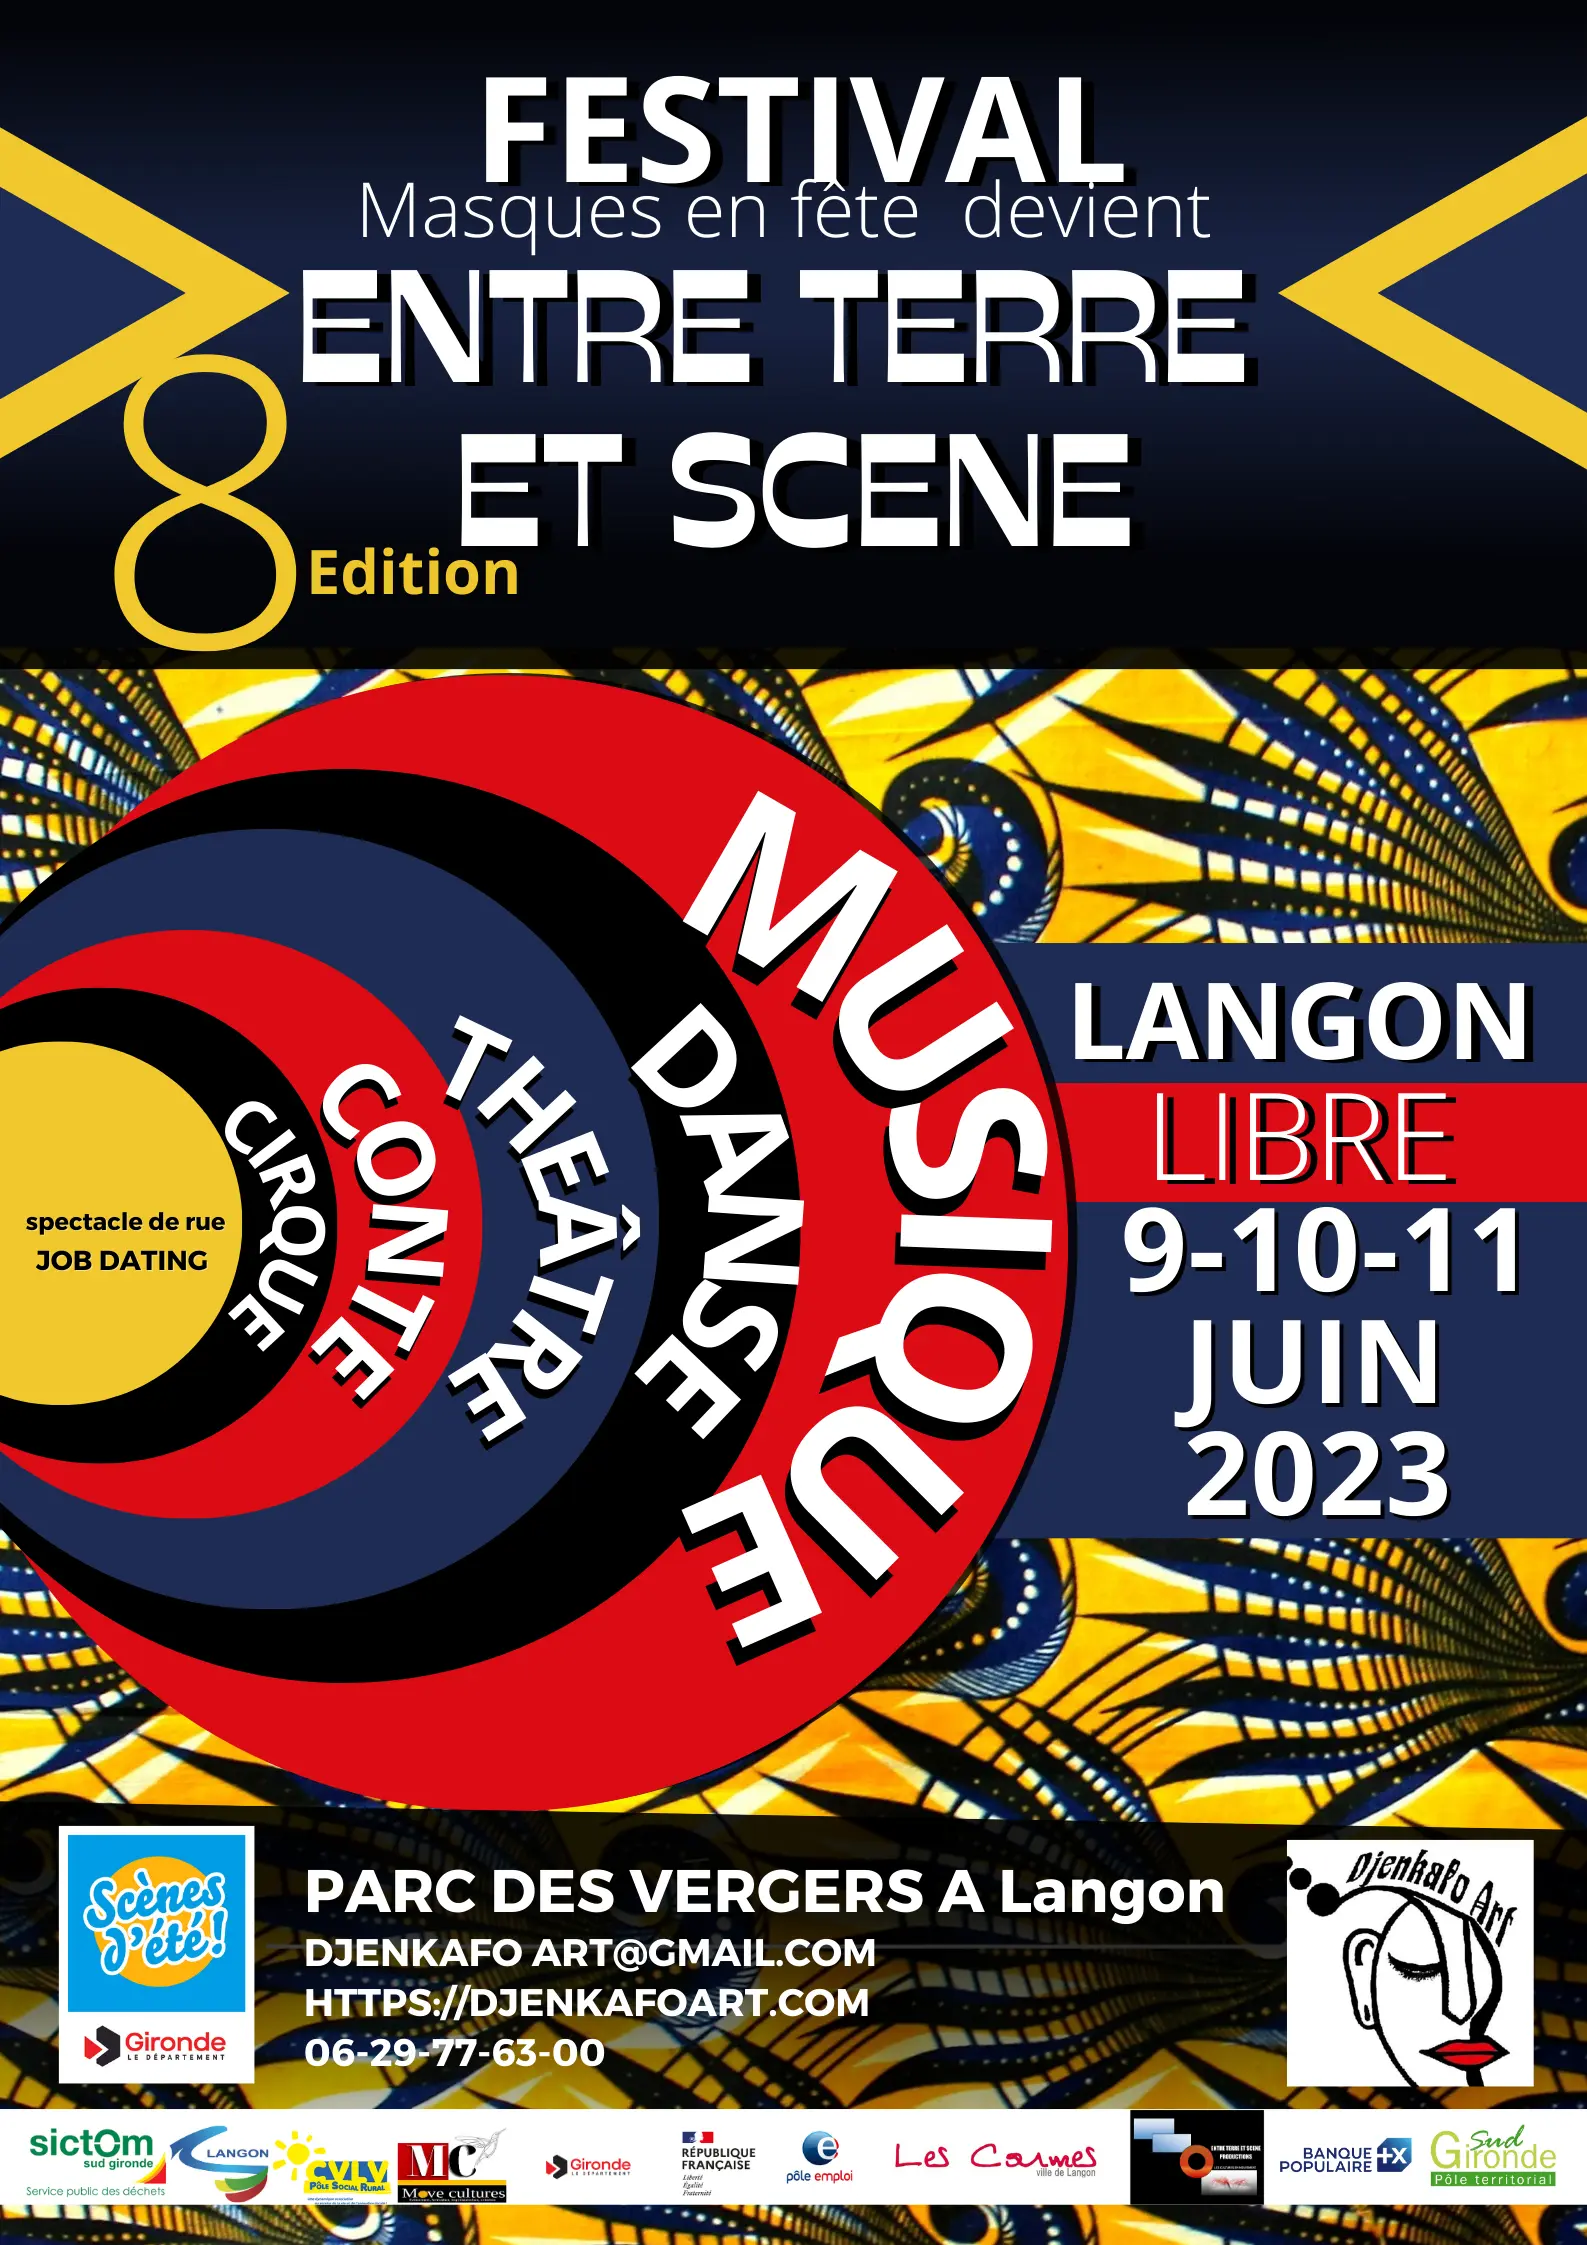 FESTIVAL
Masques en fête devient
ENTRE TERRE
ET SCENE
8
Edition
MUSIQUE
DANSE
THEÂTRE
CONTE
CIRQUE
spectacle de rue
JOB DATING
LANGON
LIBRE
9-10-11
JUIN
2023
Scènes
d'été!
Gironde
LE DÉPARTEMENT
PARC DES VERGERS A Langon
DJENKAFO ART@GMAIL.COM
HTTPS://DJENKAFOART.COM
06-29-77-63-00
Djenkafo Art
sictom
sud gironde
Service public des déchets
LANGON
CVLV
PÔLE SOCIAL RURAL
MC
Move cultures
Gironde
LE DÉPARTEMENT
RÉPUBLIQUE
FRANÇAISE
Liberté
Égalité
Fraternité
pôle emploi
Les Carmes
ville de Langon
ENTRE TERRE ET SCENE
PRODUCTIONS
BANQUE
POPULAIRE
Sud
Gironde
Pôle territorial